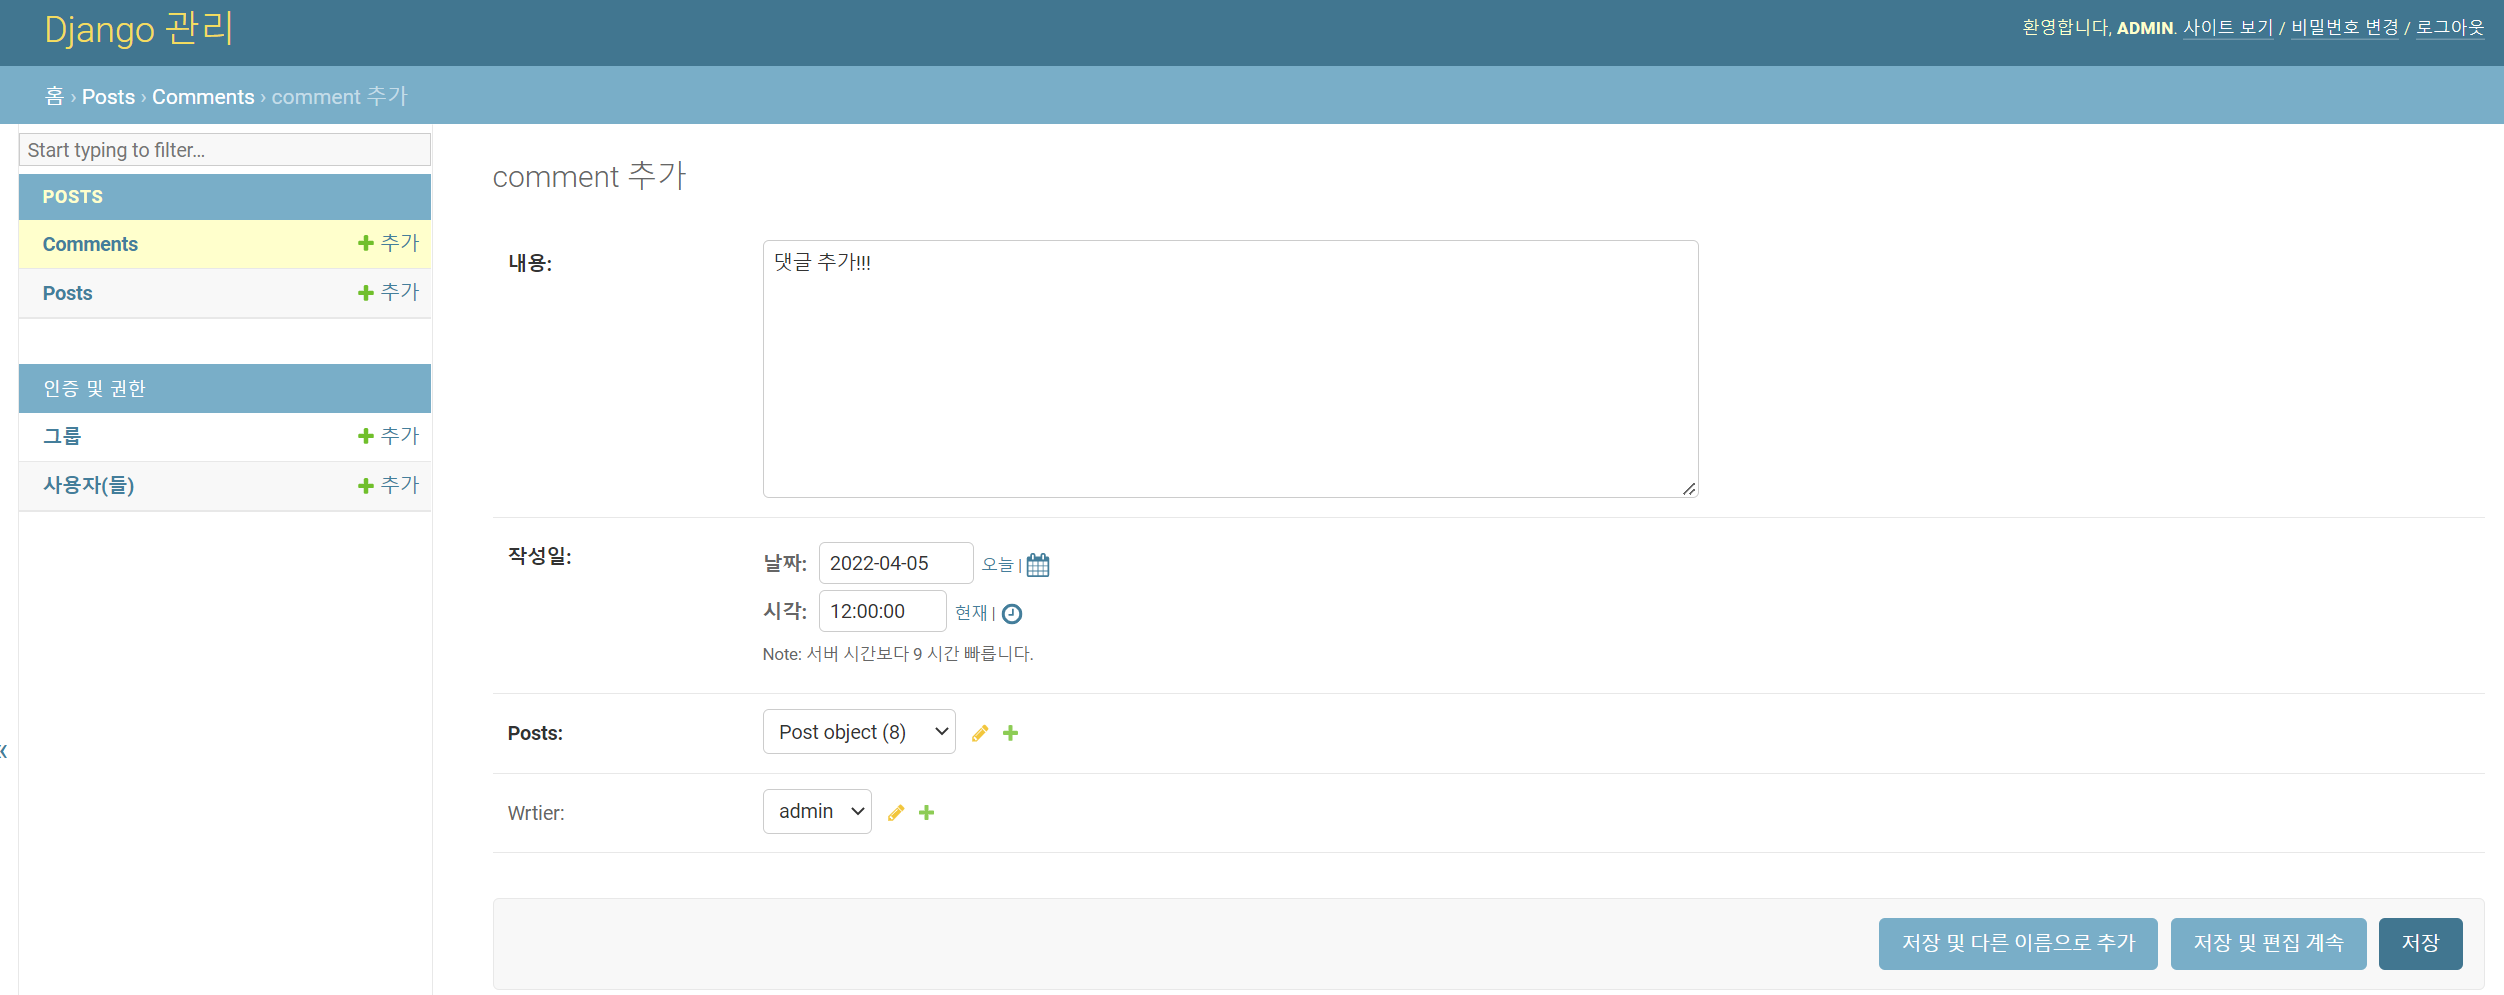 Django 관리
환영합니다, ADMIN. 사이트 보기 / 비밀번호 변경 / 로그아웃
홈 › Posts › Comments › comment 추가
Start typing to filter...
POSTS
Comments 추가
Posts 추가
인증 및 권한
그룹 추가
사용자(들) 추가
comment 추가
내용: 댓글 추가!!!
작성일: 날짜: 2022-04-05 오늘 |
시각: 12:00:00 현재 |
Note: 서버 시간보다 9 시간 빠릅니다.
Posts: Post object (8)
Wrtier: admin
저장 및 다른 이름으로 추가 저장 및 편집 계속 저장